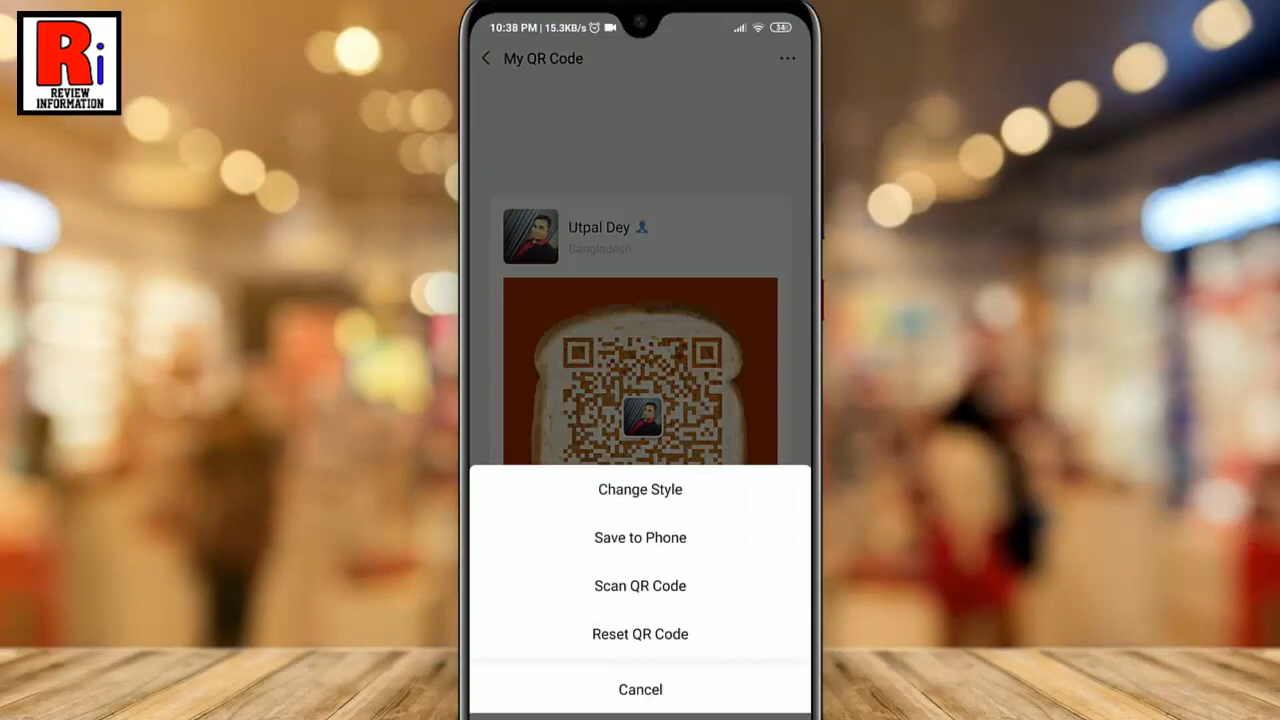 Ri
REVIEW
INFORMATION
10:38 PM | 15.3KB/s
34
My QR Code
Utpal Dey
Bangladesh
Change Style
Save to Phone
Scan QR Code
Reset QR Code
Cancel